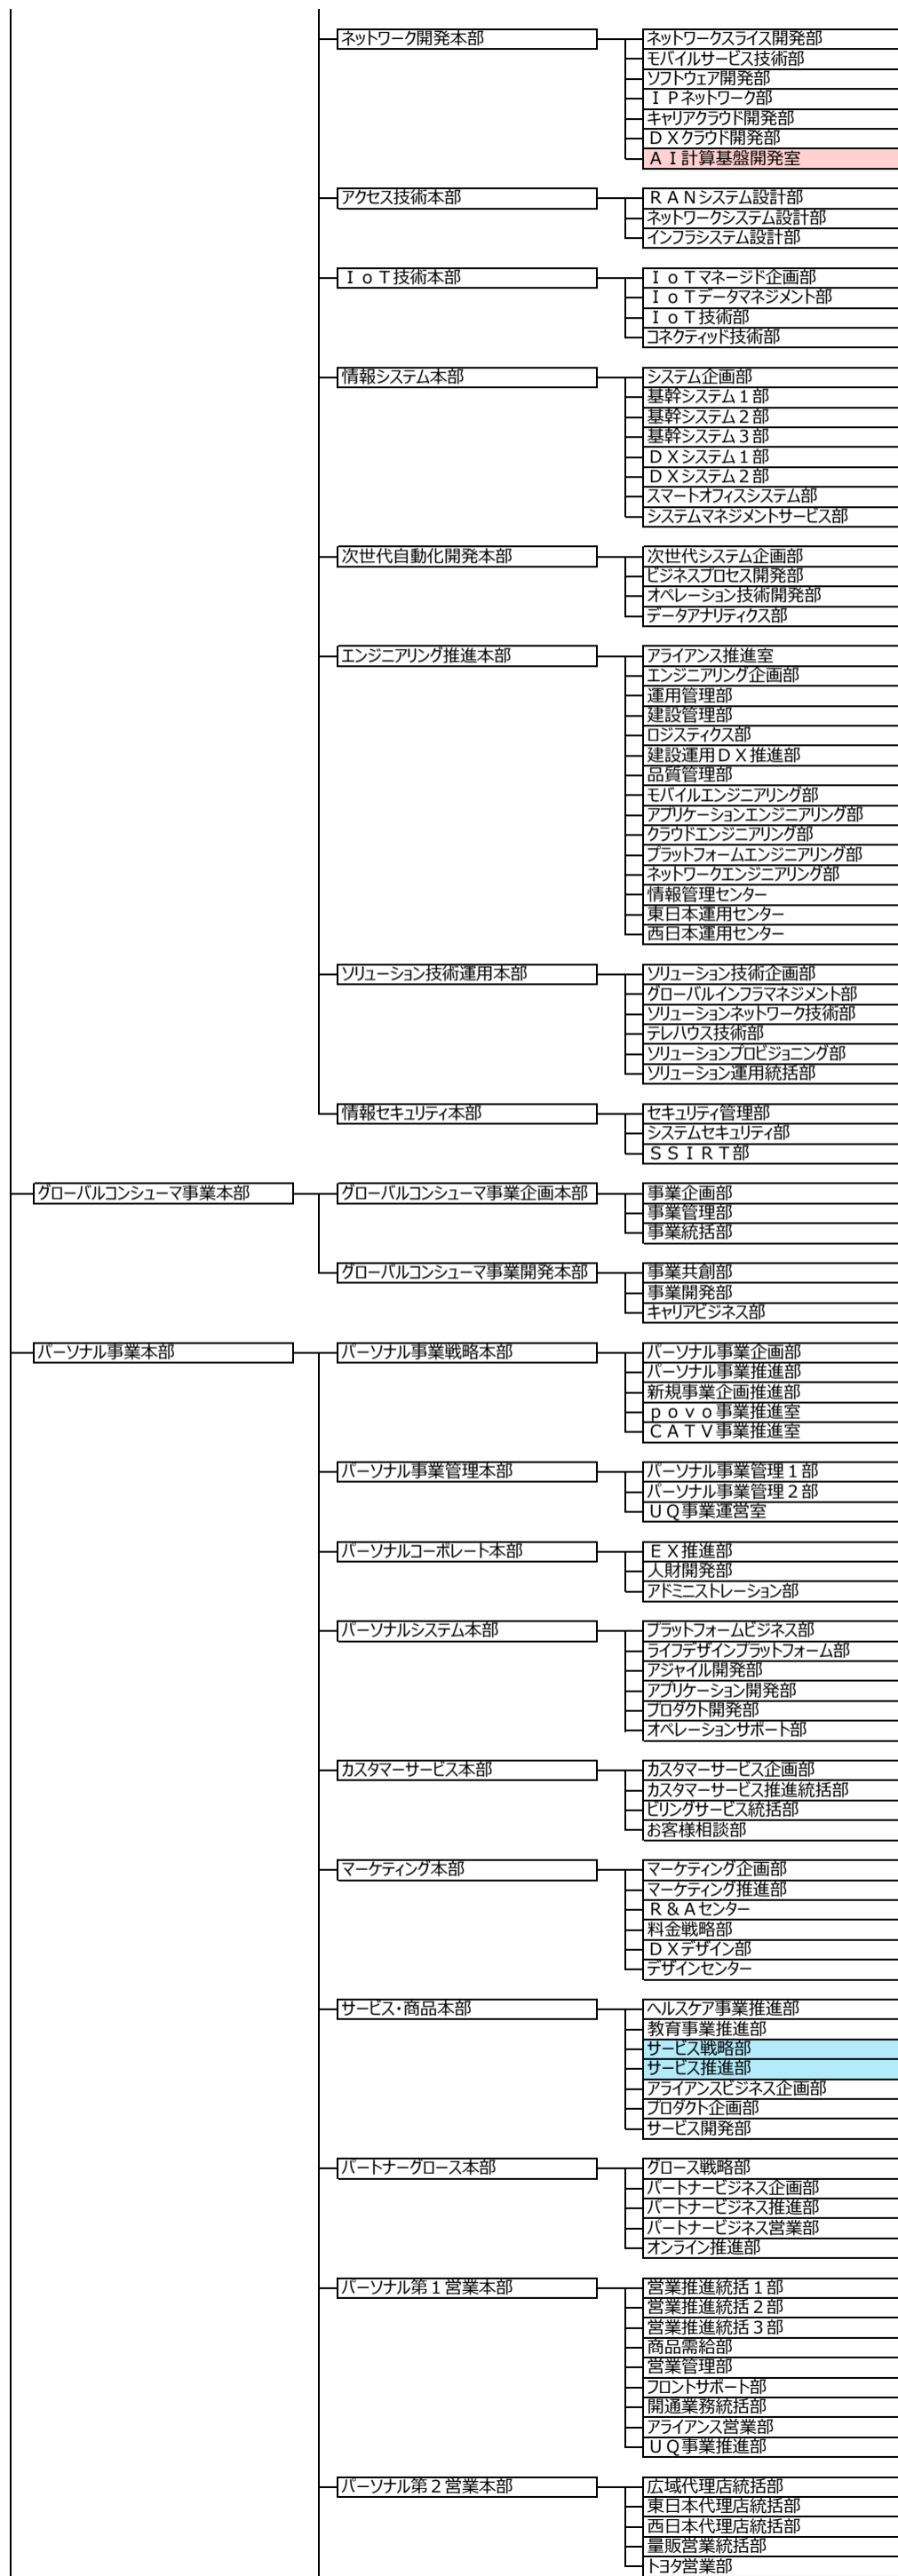 ネットワーク開発本部
ネットワークスライス開発部
モバイルサービス技術部
ソフトウェア開発部
ＩＰネットワーク部
キャリアクラウド開発部
ＤＸクラウド開発部
ＡＩ計算基盤開発室
アクセス技術本部
ＲＡＮシステム設計部
ネットワークシステム設計部
インフラシステム設計部
ＩｏＴ技術本部
ＩｏＴマネージド企画部
ＩｏＴデータマネジメント部
ＩｏＴ技術部
コネクティッド技術部
情報システム本部
システム企画部
基幹システム１部
基幹システム２部
基幹システム３部
ＤＸシステム１部
ＤＸシステム２部
スマートオフィスシステム部
システムマネジメントサービス部
次世代自動化開発本部
次世代システム企画部
ビジネスプロセス開発部
オペレーション技術開発部
データアナリティクス部
エンジニアリング推進本部
アライアンス推進室
エンジニアリング企画部
運用管理部
建設管理部
ロジスティクス部
建設運用ＤＸ推進部
品質管理部
モバイルエンジニアリング部
アプリケーションエンジニアリング部
クラウドエンジニアリング部
プラットフォームエンジニアリング部
ネットワークエンジニアリング部
情報管理センター
東日本運用センター
西日本運用センター
ソリューション技術運用本部
ソリューション技術企画部
グローバルインフラマネジメント部
ソリューションネットワーク技術部
テレハウス技術部
ソリューションプロビジョニング部
ソリューション運用統括部
情報セキュリティ本部
セキュリティ管理部
システムセキュリティ部
ＳＳＩＲＴ部
グローバルコンシューマ事業本部
グローバルコンシューマ事業企画本部
事業企画部
事業管理部
事業統括部
グローバルコンシューマ事業開発本部
事業共創部
事業開発部
キャリアビジネス部
パーソナル事業本部
パーソナル事業戦略本部
パーソナル事業企画部
パーソナル事業推進部
新規事業企画推進部
ｐｏｖｏ事業推進室
ＣＡＴＶ事業推進室
パーソナル事業管理本部
パーソナル事業管理１部
パーソナル事業管理２部
ＵＱ事業運営室
パーソナルコーポレート本部
ＥＸ推進部
人財開発部
アドミニストレーション部
パーソナルシステム本部
プラットフォームビジネス部
ライフデザインプラットフォーム部
アジャイル開発部
アプリケーション開発部
プロダクト開発部
オペレーションサポート部
カスタマーサービス本部
カスタマーサービス企画部
カスタマーサービス推進統括部
ビリングサービス統括部
お客様相談部
マーケティング本部
マーケティング企画部
マーケティング推進部
Ｒ＆Ａセンター
料金戦略部
ＤＸデザイン部
デザインセンター
サービス・商品本部
ヘルスケア事業推進部
教育事業推進部
サービス戦略部
サービス推進部
アライアンスビジネス企画部
プロダクト企画部
サービス開発部
パートナーグロース本部
グロース戦略部
パートナービジネス企画部
パートナービジネス推進部
パートナービジネス営業部
オンライン推進部
パーソナル第１営業本部
営業推進統括１部
営業推進統括２部
営業推進統括３部
商品需給部
営業管理部
フロントサポート部
開通業務統括部
アライアンス営業部
ＵＱ事業推進部
パーソナル第２営業本部
広域代理店統括部
東日本代理店統括部
西日本代理店統括部
量販営業統括部
トヨタ営業部